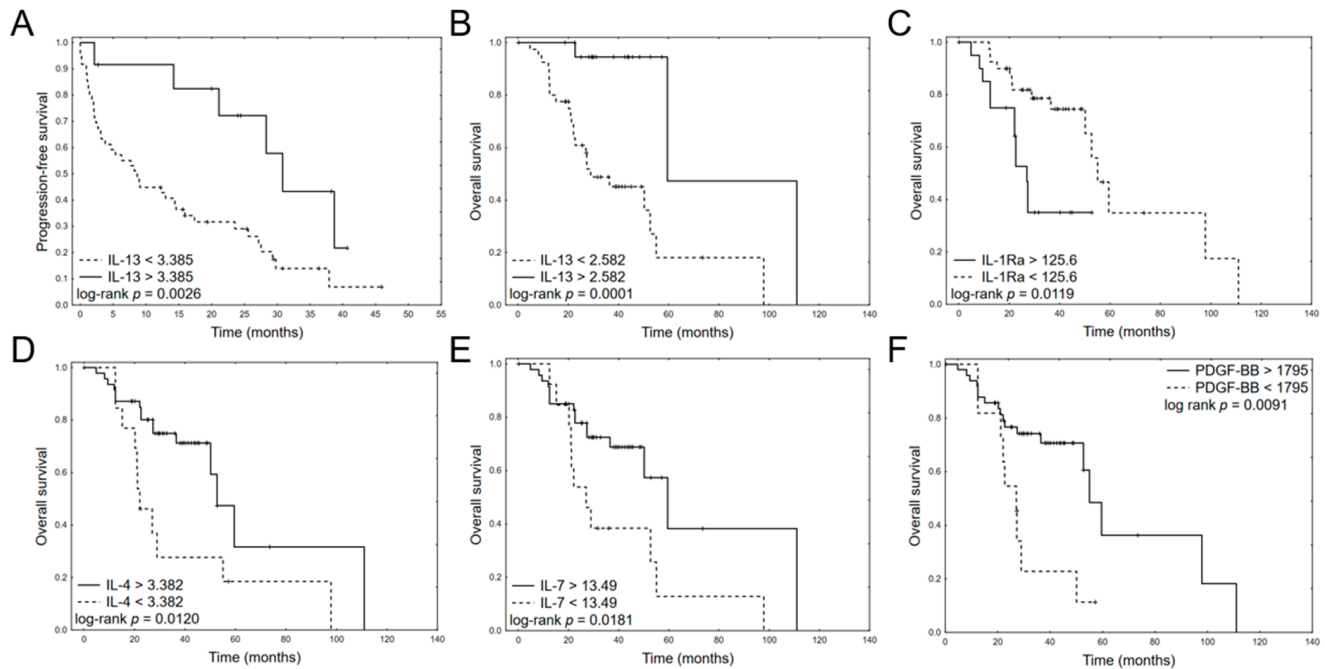 A
Progression-free survival
1.0
0.9
0.8
0.7
0.6
0.5
0.4
0.3
0.2
0.1
0.0
IL-13 < 3.385
IL-13 > 3.385
log-rank p = 0.0026
0 5 10 15 20 25 30 35 40 45 50 55
Time (months)
B
Overall survival
1.0
0.8
0.6
0.4
0.2
0.0
IL-13 < 2.582
IL-13 > 2.582
log-rank p = 0.0001
0 20 40 60 80 100 120 140
Time (months)
C
Overall survival
1.0
0.8
0.6
0.4
0.2
0.0
IL-1Ra > 125.6
IL-1Ra < 125.6
log-rank p = 0.0119
0 20 40 60 80 100 120 140
Time (months)
D
Overall survival
1.0
0.8
0.6
0.4
0.2
0.0
IL-4 > 3.382
IL-4 < 3.382
log-rank p = 0.0120
0 20 40 60 80 100 120 140
Time (months)
E
Overall survival
1.0
0.8
0.6
0.4
0.2
0.0
IL-7 > 13.49
IL-7 < 13.49
log-rank p = 0.0181
0 20 40 60 80 100 120 140
Time (months)
F
Overall survival
1.0
0.8
0.6
0.4
0.2
0.0
PDGF-BB > 1795
PDGF-BB < 1795
log rank p = 0.0091
0 20 40 60 80 100 120 140
Time (months)